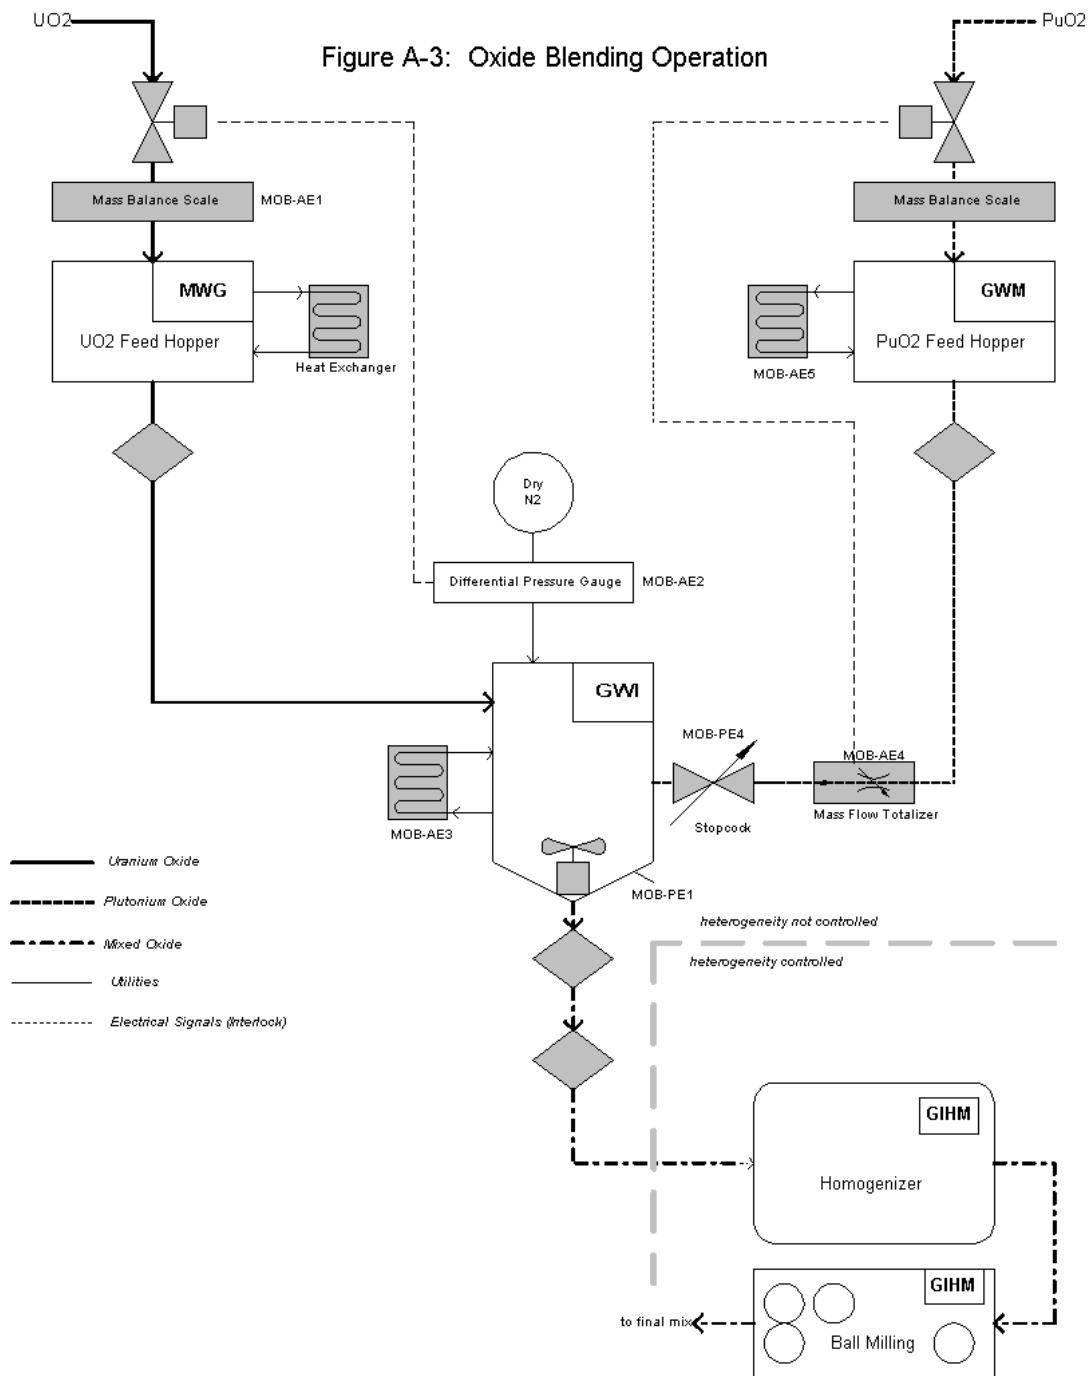 UO2
PuO2
Figure A-3: Oxide Blending Operation
Mass Balance Scale
MOB-AE1
Mass Balance Scale
MWG
UO2 Feed Hopper
Heat Exchanger
GWM
PuO2 Feed Hopper
MOB-AE5
Dry
N2
Differential Pressure Gauge
MOB-AE2
GWI
MOB-PE4
Stopcock
MOB-AE4
Mass Flow Totalizer
MOB-AE3
MOB-PE1
Uranium Oxide
Plutonium Oxide
Mixed Oxide
Utilities
Electrical Signals (Interlock)
heterogeneity not controlled
heterogeneity controlled
GIHM
Homogenizer
GIHM
Ball Milling
to final mix